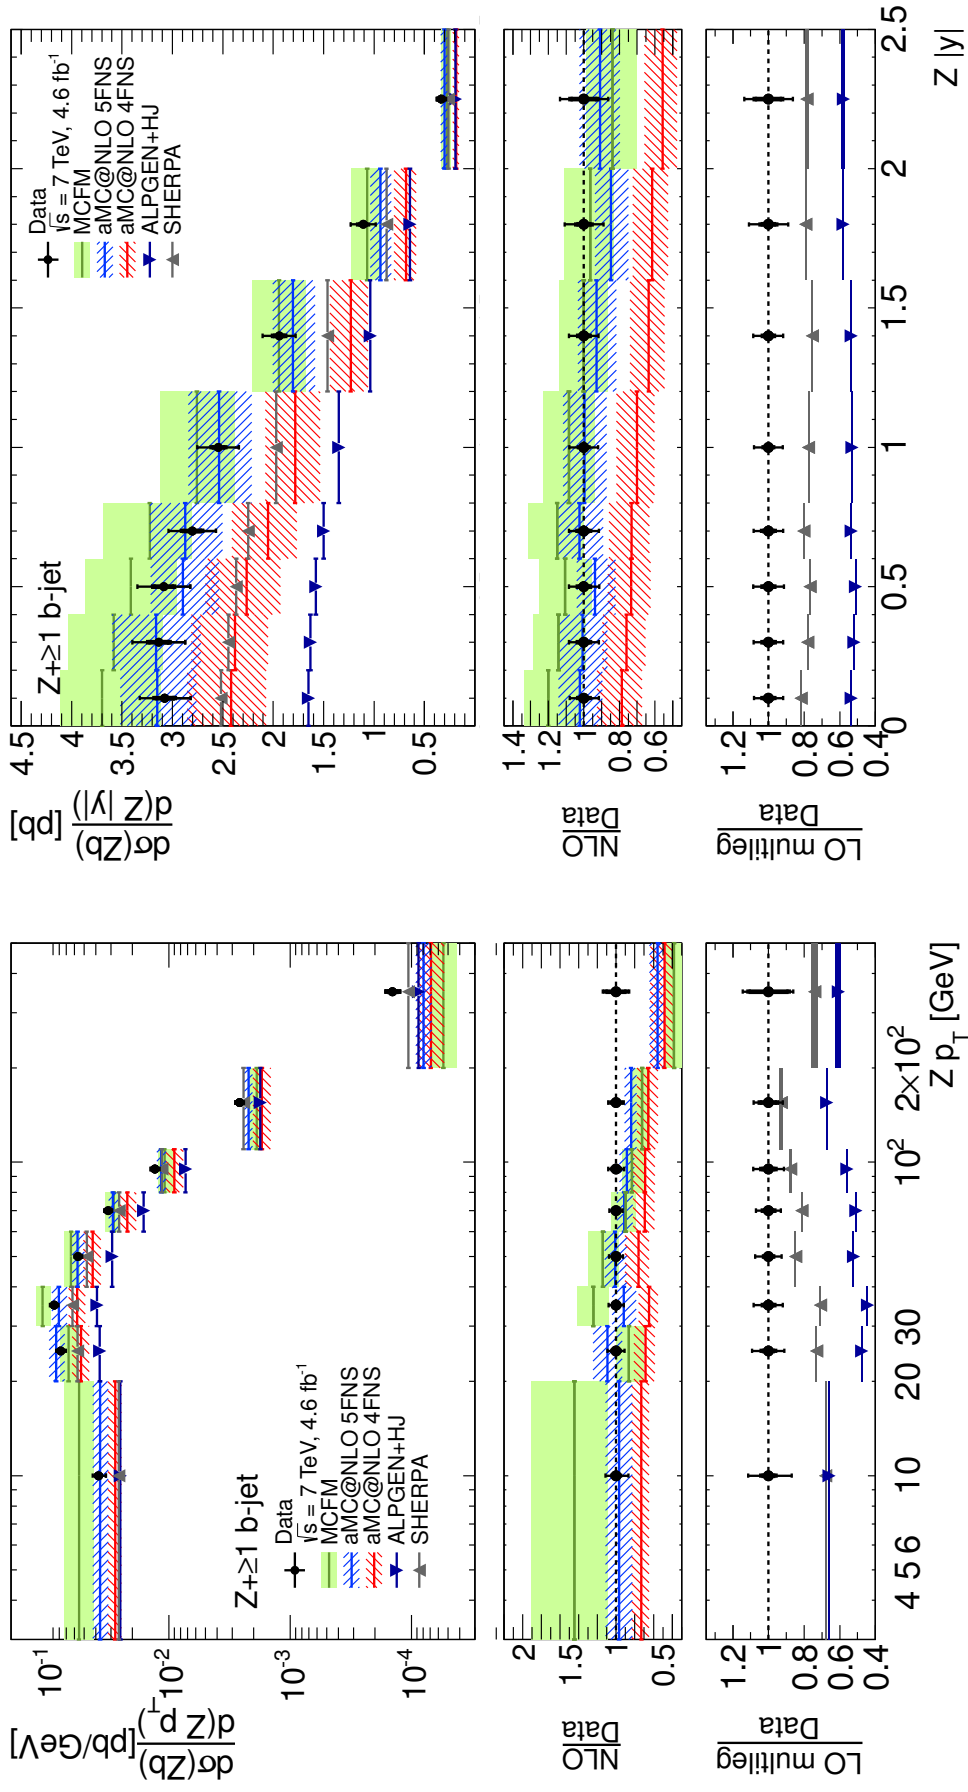 dσ(Zb)
d(Z p_T) [pb/GeV]
10^-1
10^-2
10^-3
10^-4
Z+≥1 b-jet
Data
√s = 7 TeV, 4.6 fb^-1
MCFM
aMC@NLO 5FNS
aMC@NLO 4FNS
ALPGEN+HJ
SHERPA
NLO
Data
2
1.5
1
0.5
LO multileg
Data
1.2
1
0.8
0.6
0.4
4 5 6 10 20 30 10^2 2×10^2
Z p_T [GeV]
dσ(Zb)
d(Z |y|) [pb]
4.5
4
3.5
3
2.5
2
1.5
1
0.5
Z+≥1 b-jet
Data
√s = 7 TeV, 4.6 fb^-1
MCFM
aMC@NLO 5FNS
aMC@NLO 4FNS
ALPGEN+HJ
SHERPA
NLO
Data
1.4
1.2
1
0.8
0.6
LO multileg
Data
1.2
1
0.8
0.6
0.4
0 0.5 1 1.5 2 2.5
Z |y|